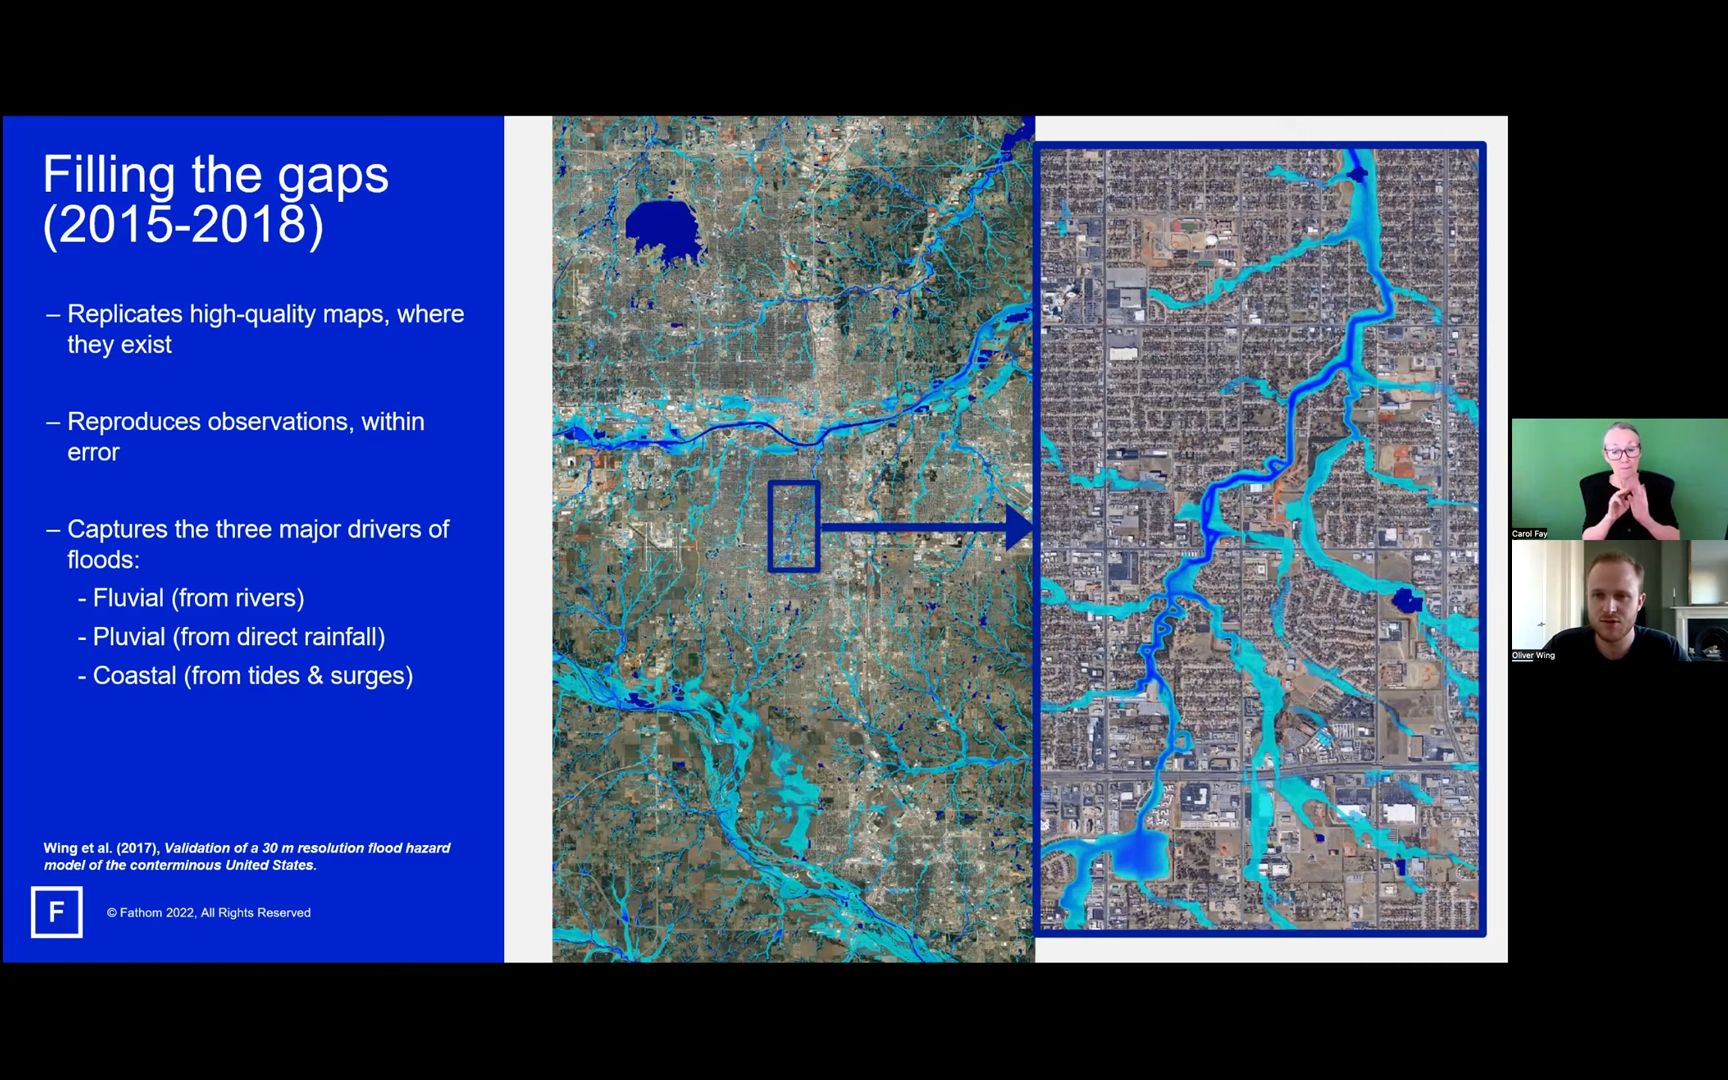 Filling the gaps
(2015-2018)
– Replicates high-quality maps, where
they exist
– Reproduces observations, within
error
– Captures the three major drivers of
floods:
- Fluvial (from rivers)
- Pluvial (from direct rainfall)
- Coastal (from tides & surges)
Wing et al. (2017), Validation of a 30 m resolution flood hazard
model of the conterminous United States.
F
© Fathom 2022, All Rights Reserved
Carol Fay
Oliver Wing